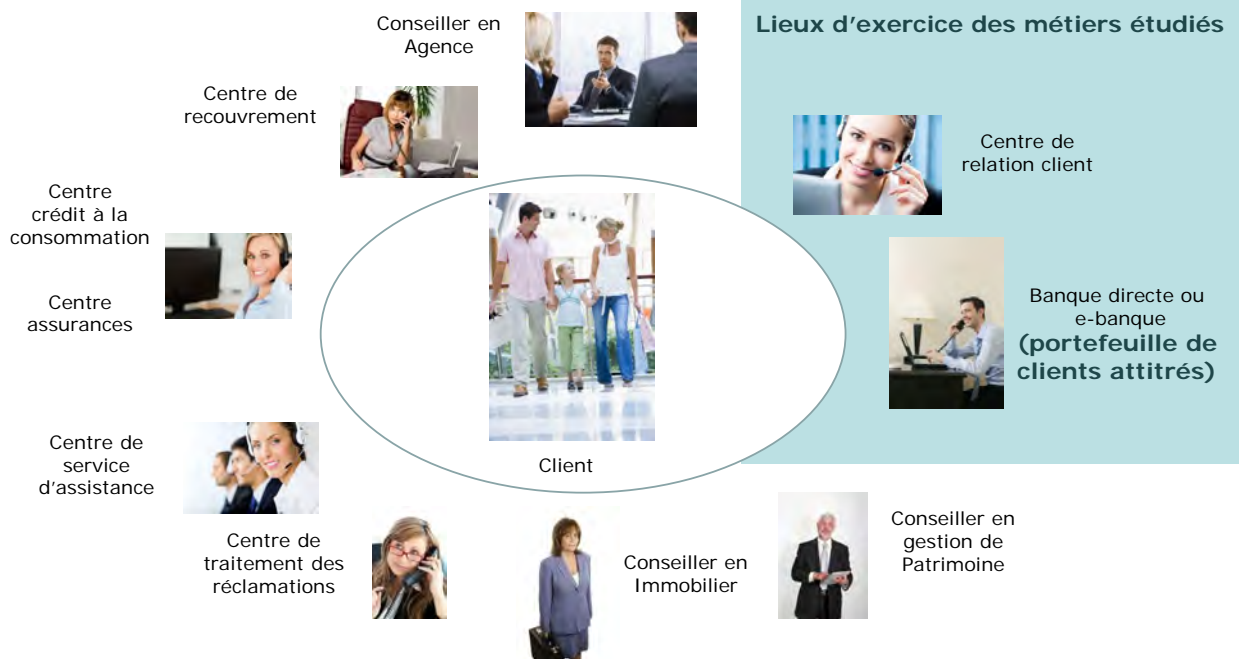 Conseiller en
Agence
Lieux d'exercice des métiers étudiés
Centre de
recouvrement
Centre de
relation client
Centre
crédit à la
consommation
Centre
assurances
Banque directe ou
e-banque
(portefeuille de
clients attitrés)
Centre de
service
d'assistance
Client
Centre de
traitement des
réclamations
Conseiller en
Immobilier
Conseiller en
gestion de
Patrimoine